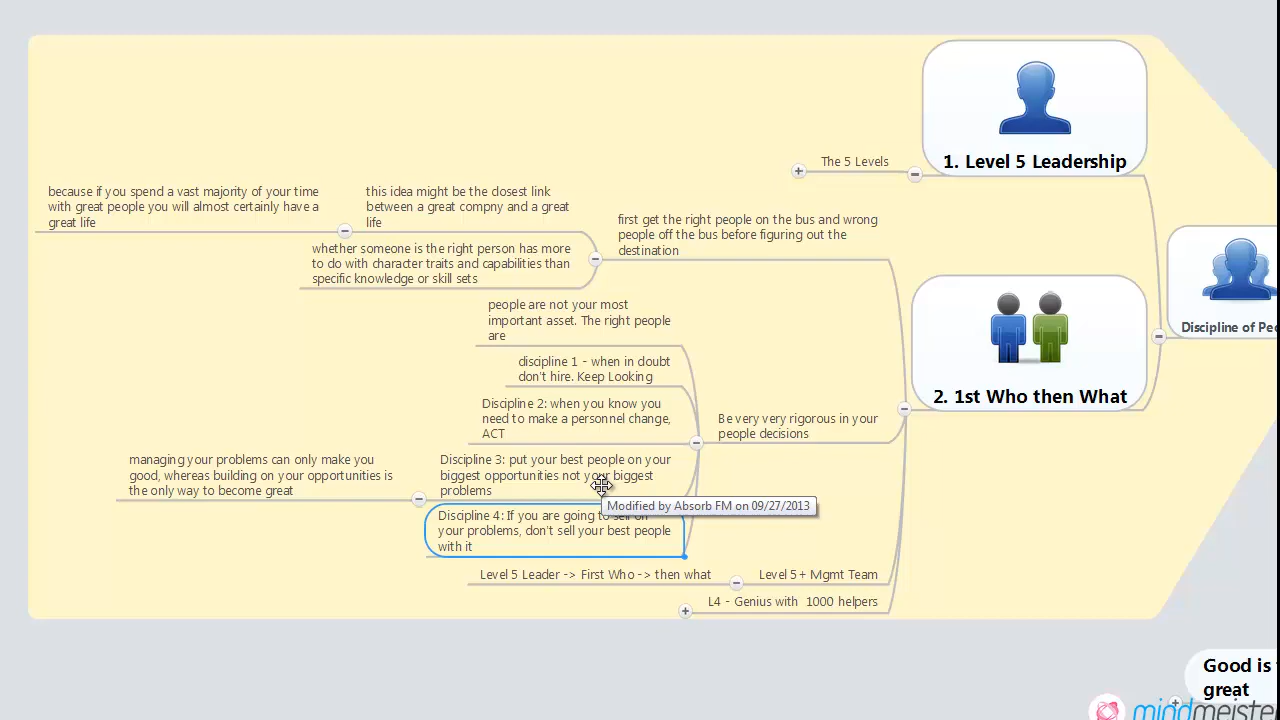 1. Level 5 Leadership
The 5 Levels
because if you spend a vast majority of your time
with great people you will almost certainly have a
great life
this idea might be the closest link
between a great compny and a great
life
first get the right people on the bus and wrong
people off the bus before figuring out the
destination
whether someone is the right person has more
to do with character traits and capabilities than
specific knowledge or skill sets
people are not your most
important asset. The right people
are
discipline 1 - when in doubt
don't hire. Keep Looking
Discipline 2: when you know you
need to make a personnel change,
ACT
Be very very rigorous in your
people decisions
2. 1st Who then What
Discipline of Peo
managing your problems can only make you
good, whereas building on your opportunities is
the only way to become great
Discipline 3: put your best people on your
biggest opportunities not your biggest
problems
Modified by Absorb FM on 09/27/2013
Discipline 4: If you are going to sell off
your problems, don't sell your best people
with it
Level 5 Leader -> First Who -> then what
Level 5+ Mgmt Team
L4 - Genius with 1000 helpers
Good is
great
mindmeiste